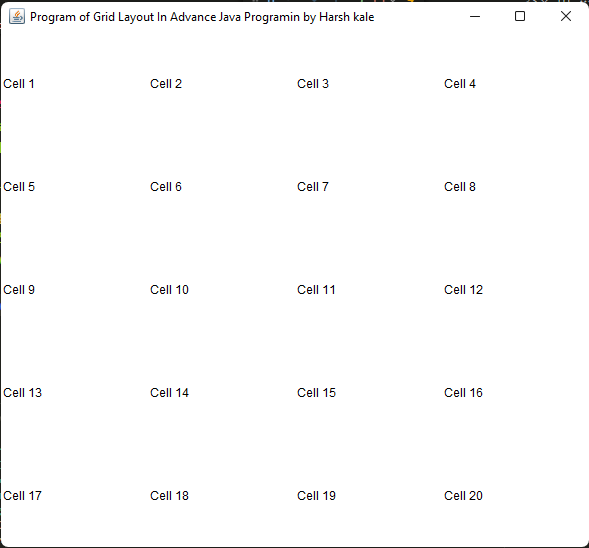 Program of Grid Layout In Advance Java Programin by Harsh kale
Cell 1 Cell 2 Cell 3 Cell 4
Cell 5 Cell 6 Cell 7 Cell 8
Cell 9 Cell 10 Cell 11 Cell 12
Cell 13 Cell 14 Cell 15 Cell 16
Cell 17 Cell 18 Cell 19 Cell 20